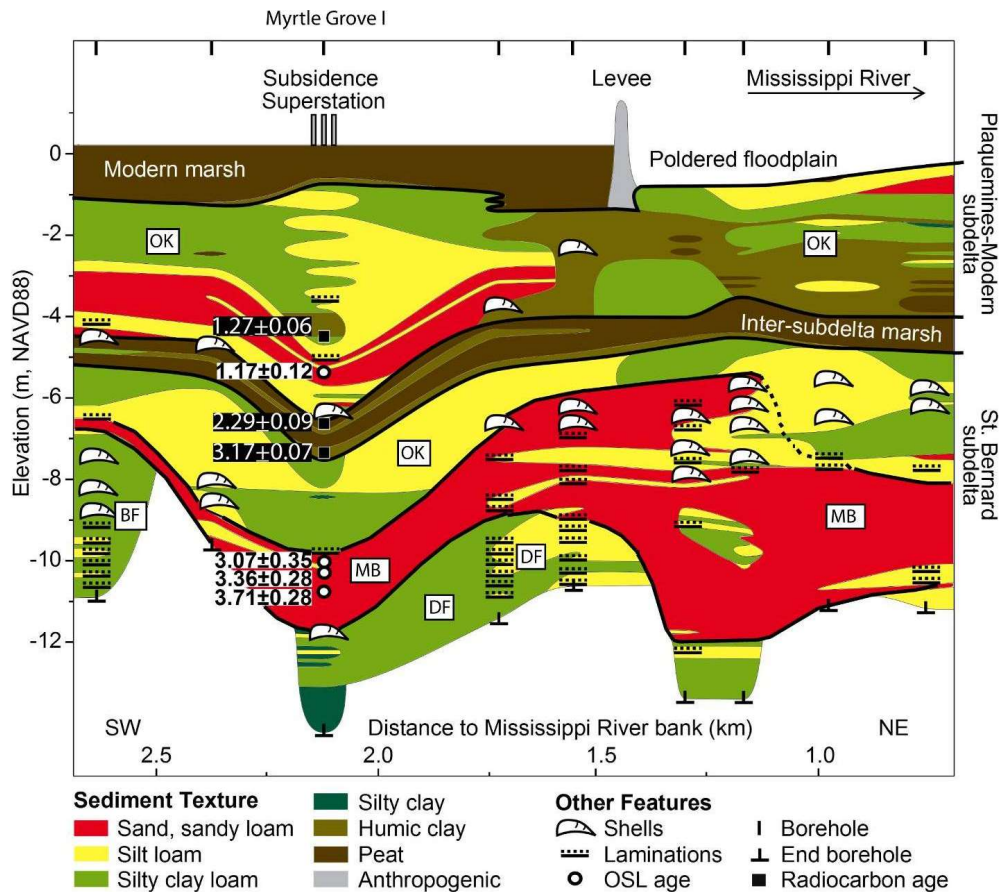 Myrtle Grove I
Subsidence
Superstation
Levee
Mississippi River
Modern marsh
Poldered floodplain
OK
OK
1.27±0.06
1.17±0.12
Inter-subdelta marsh
2.29±0.09
3.17±0.07
OK
BF
DF
MB
3.07±0.35
3.36±0.28
3.71±0.28
MB
DF
Elevation (m, NAVD88)
0
-2
-4
-6
-8
-10
-12
Plaquemines-Modern
subdelta
St. Bernard
subdelta
SW
Distance to Mississippi River bank (km)
NE
2.5
2.0
1.5
1.0
Sediment Texture
Sand, sandy loam
Silt loam
Silty clay loam
Silty clay
Humic clay
Peat
Anthropogenic
Other Features
Shells
Laminations
OSL age
Borehole
End borehole
Radiocarbon age